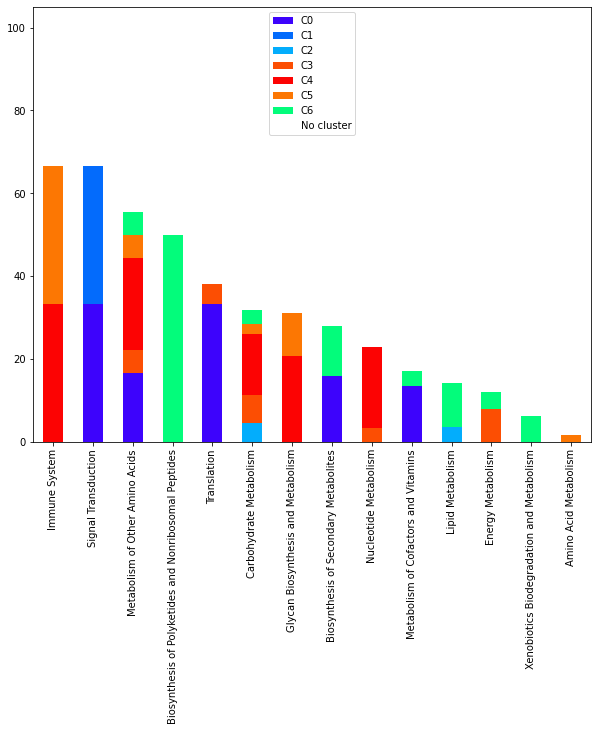 C0
C1
C2
C3
C4
C5
C6
No cluster
100
80
60
40
20
0
Immune System
Signal Transduction
Metabolism of Other Amino Acids
Biosynthesis of Polyketides and Nonribosomal Peptides
Translation
Carbohydrate Metabolism
Glycan Biosynthesis and Metabolism
Biosynthesis of Secondary Metabolites
Nucleotide Metabolism
Metabolism of Cofactors and Vitamins
Lipid Metabolism
Energy Metabolism
Xenobiotics Biodegradation and Metabolism
Amino Acid Metabolism